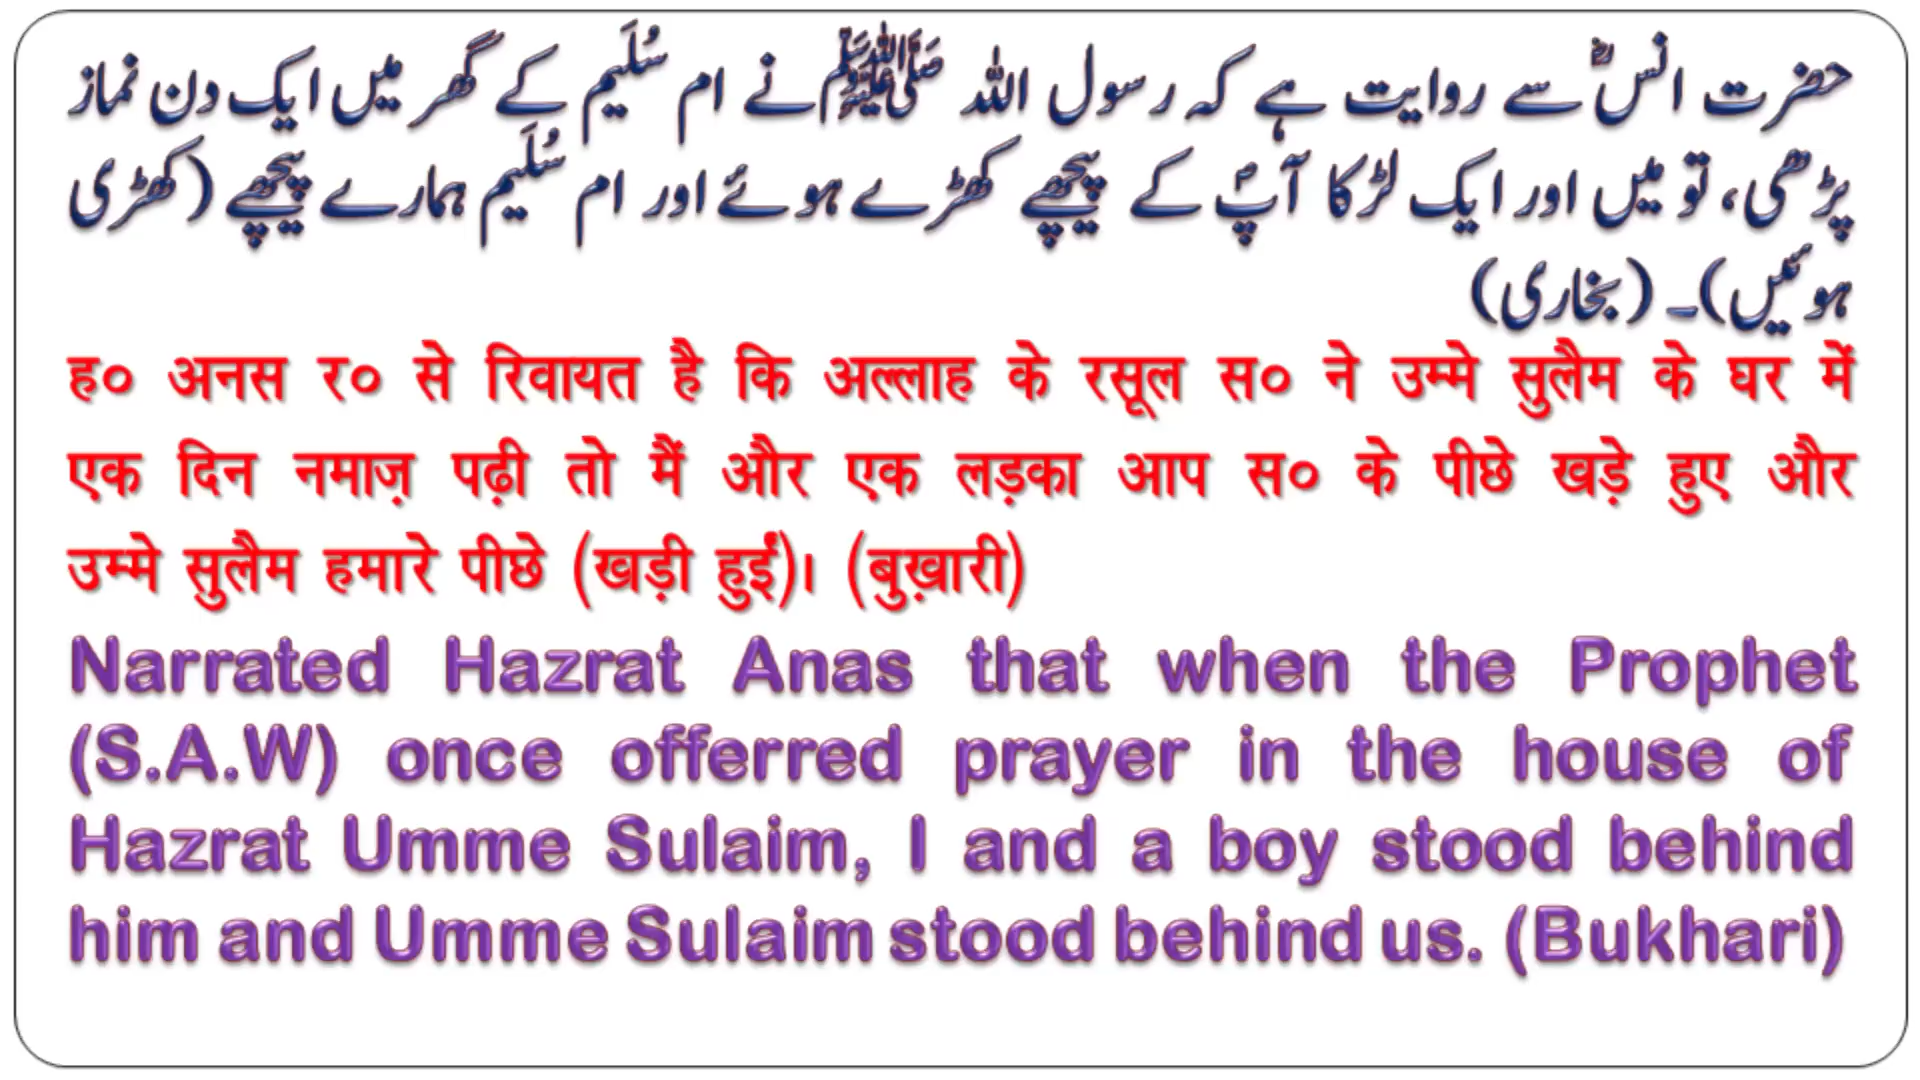 حضرت انسؓ سے روایت ہے کہ رسول اللہ ﷺ نے ام سُلَیم کے گھر میں ایک دن نماز
پڑھی، تو میں اور ایک لڑکا آپؐ کے پیچھے کھڑے ہوئے اور ام سُلَیم ہمارے پیچھے (کھڑی
ہوئیں)۔ (بخاری)
ह० अनस र० से रिवायत है कि अल्लाह के रसूल स० ने उम्मे सुलैम के घर में
एक दिन नमाज़ पढ़ी तो मैं और एक लड़का आप स० के पीछे खड़े हुए और
उम्मे सुलैम हमारे पीछे (खड़ी हुईं)। (बुख़ारी)
Narrated Hazrat Anas that when the Prophet
(S.A.W) once offerred prayer in the house of
Hazrat Umme Sulaim, I and a boy stood behind
him and Umme Sulaim stood behind us. (Bukhari)